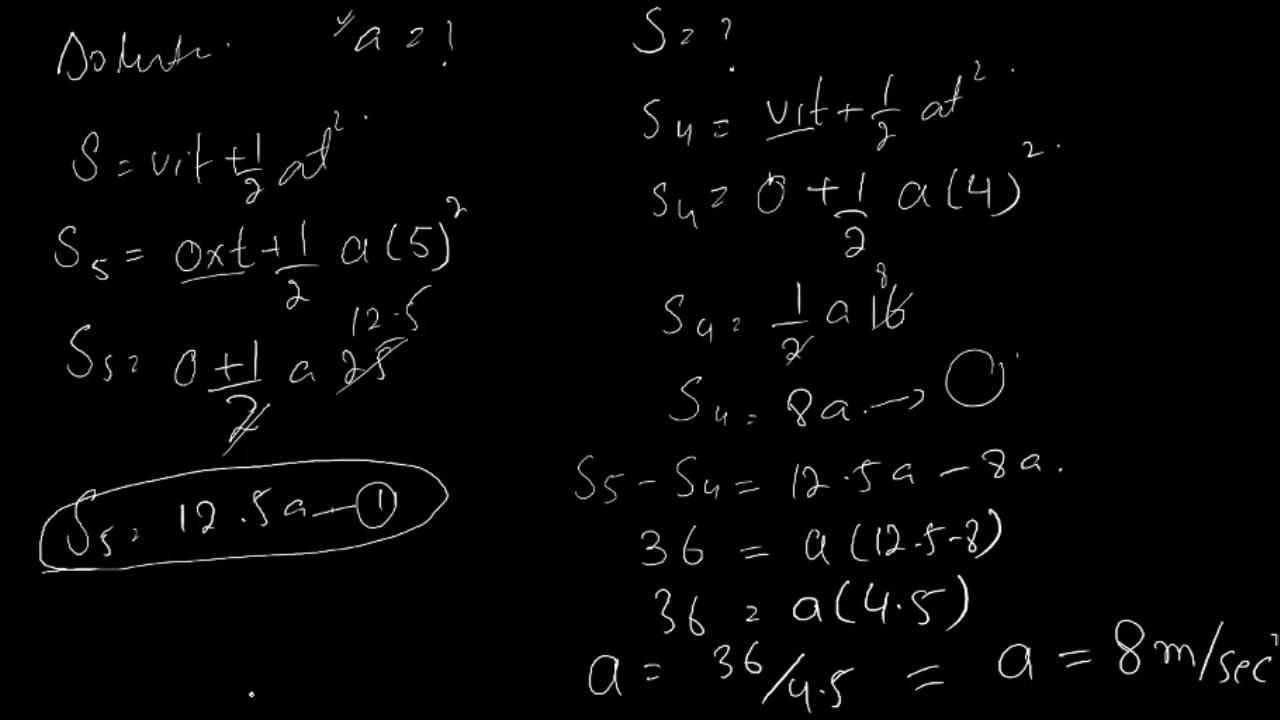 Solution. a = ?
S = vit + 1/2 at².
S5 = 0xt + 1/2 a(5)²
S5 = 0 + 1/2 a 25 12.5
S5 = 12.5a — ①
S = ?
S4 = vit + 1/2 at².
S4 = 0 + 1/2 a(4)².
S4 = 1/2 a 16 8
S4 = 8a. →
S5 - S4 = 12.5a - 8a.
36 = a(12.5-8)
36 = a(4.5)
a = 36/4.5 = a = 8m/sec²